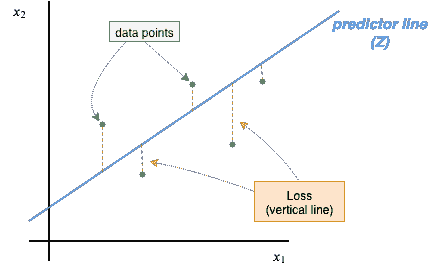 x₂
predictor line
(Z)
data points
Loss
(vertical line)
x₁